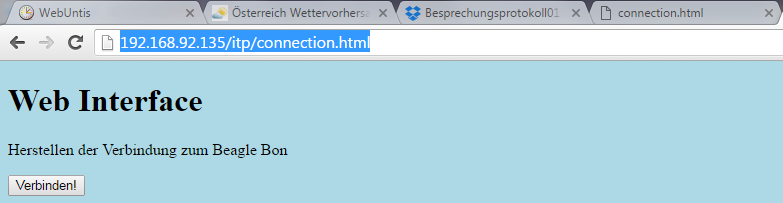 WebUntis
Österreich Wettervorhersa
Besprechungsprotokoll01
connection.html
192.168.92.135/itp/connection.html
Web Interface
Herstellen der Verbindung zum Beagle Bon
Verbinden!